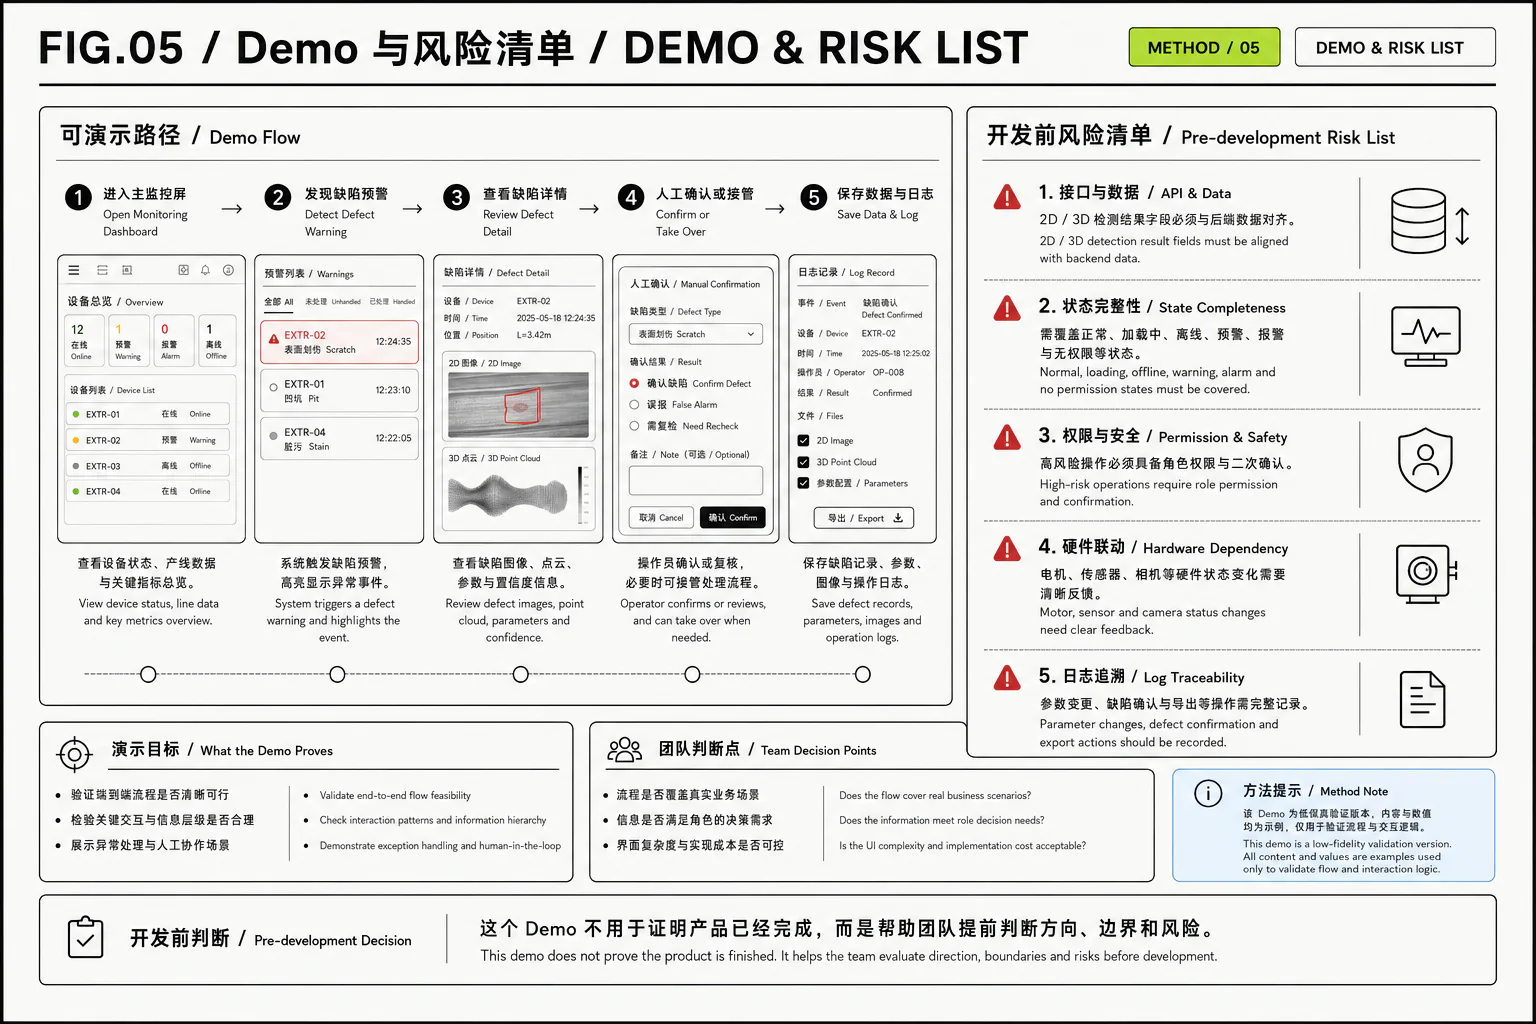 FIG.05 / Demo 与风险清单 / DEMO & RISK LIST
METHOD / 05
DEMO & RISK LIST
可演示路径 / Demo Flow
1 进入主监控屏
Open Monitoring
Dashboard
2 发现缺陷预警
Detect Defect
Warning
3 查看缺陷详情
Review Defect
Detail
4 人工确认或接管
Confirm or
Take Over
5 保存数据与日志
Save Data & Log
设备总览 / Overview
12 在线 Online
1 预警 Warning
0 报警 Alarm
1 离线 Offline
设备列表 / Device List
EXTR-01 在线 Online
EXTR-02 预警 Warning
EXTR-03 离线 Offline
EXTR-04 在线 Orline
查看设备状态、产线数据
与关键指标总览。
View device status, line data
and key metrics overview.
预警列表 / Warnings
全部 All 未处理 Unhandled 已处理 Handled
EXTR-02
表面划伤 Scratch
12:24:35
EXTR-01
凹坑 Pit
12:23:10
EXTR-04
脏污 Stain
12:22:05
系统触发缺陷预警,
高亮显示异常事件。
System triggers a defect
warning and highlights the
event.
缺陷详情 / Defect Detail
设备 / Device EXTR-02
时间 / Time 2025-05-18 12:24:35
位置 / Position L=3.42m
2D 图像 / 2D Image
3D 点云 / 3D Point Cloud
查看缺陷图像、点云、
参数与置信度信息。
Review defect images, point
cloud, parameters and
confidence.
人工确认 / Manual Confirmation
缺陷类型 / Defect Type
表面划伤 Scratch
确认结果 / Result
确认缺陷 Confirm Defect
误报 False Alarm
需复检 Need Recheck
备注 / Note (可选 / Optional)
取消 Cancel
确认 Confirm
操作员确认或复核,
必要时可接管处理流程。
Operator confirms or reviews,
and can take over when
needed.
日志记录 / Log Record
事件 / Event 缺陷确认
Defect Confirmed
设备 / Device EXTR-02
时间 / Time 2025-05-18 12:25:02
操作员 / Operator OP-008
结果 / Result Confirmed
文件 / Files
2D Image
3D Point Cloud
参数配置 / Parameters
导出 / Export
保存缺陷记录、参数、
图像与操作日志。
Save defect records,
parameters, images and
operation logs.
开发前风险清单 / Pre-development Risk List
1. 接口与数据 / API & Data
2D / 3D 检测结果字段必须与后端数据对齐。
2D / 3D detection result fields must be aligned
with backend data.
2. 状态完整性 / State Completeness
需覆盖正常、加载中、离线、预警、报警
与无权限等状态。
Normal, loading, offline, warning, alarm and
no permission states must be covered.
3. 权限与安全 / Permission & Safety
高风险操作必须具备角色权限与二次确认。
High-risk operations require role permission
and confirmation.
4. 硬件联动 / Hardware Dependency
电机、传感器、相机等硬件状态变化需要
清晰反馈。
Motor, sensor and camera status changes
need clear feedback.
5. 日志追溯 / Log Traceability
参数变更、缺陷确认与导出等操作需完整记录。
Parameter changes, defect confirmation and
export actions should be recorded.
演示目标 / What the Demo Proves
• 验证端到端流程是否清晰可行
• 检验关键交互与信息层级是否合理
• 展示异常处理与人工协作场景
• Validate end-to-end flow feasibility
• Check interaction patterns and information hierarchy
• Demonstrate exception handling and human-in-the-loop
团队判断点 / Team Decision Points
• 流程是否覆盖真实业务场景
• 信息是否满足角色的决策需求
• 界面复杂度与实现成本是否可控
Does the flow cover real business scenarios?
Does the information meet role decision needs?
Is the UI complexity and implementation cost acceptable?
方法提示 / Method Note
该 Demo 为低保真验证版本,内容与数值
均为示例,仅用于验证流程与交互逻辑。
This demo is a low-fidelity validation version.
All content and values are examples used
only to validate flow and interaction logic.
开发前判断 / Pre-development Decision
这个 Demo 不用于证明产品已经完成,而是帮助团队提前判断方向、边界和风险。
This demo does not prove the product is finished. It helps the team evaluate direction, boundaries and risks before development.